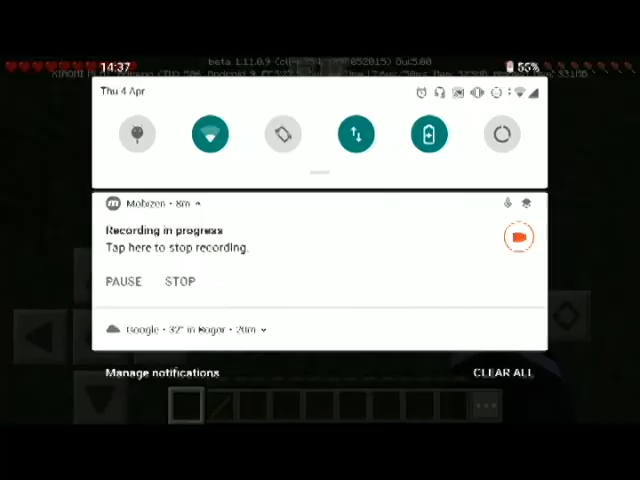 14:37
55%
Thu 4 Apr
Mobizen • 8m
Recording in progress
Tap here to stop recording.
PAUSE STOP
Google • 32° in Bogor • 20m
Manage notifications
CLEAR ALL